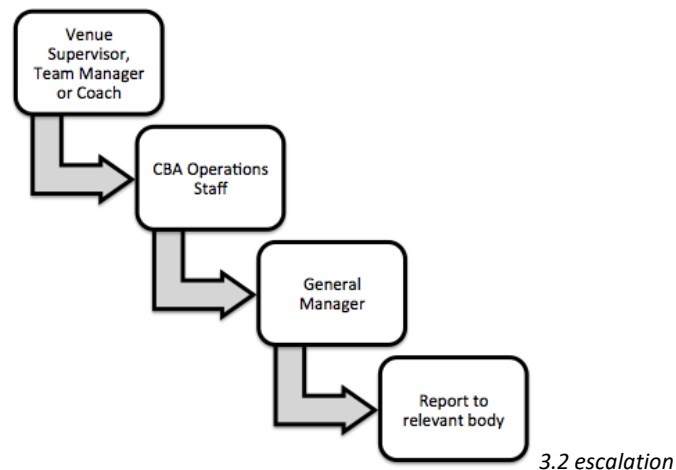 Venue
Supervisor,
Team Manager
or Coach
CBA Operations
Staff
General
Manager
Report to
relevant body
3.2 escalation